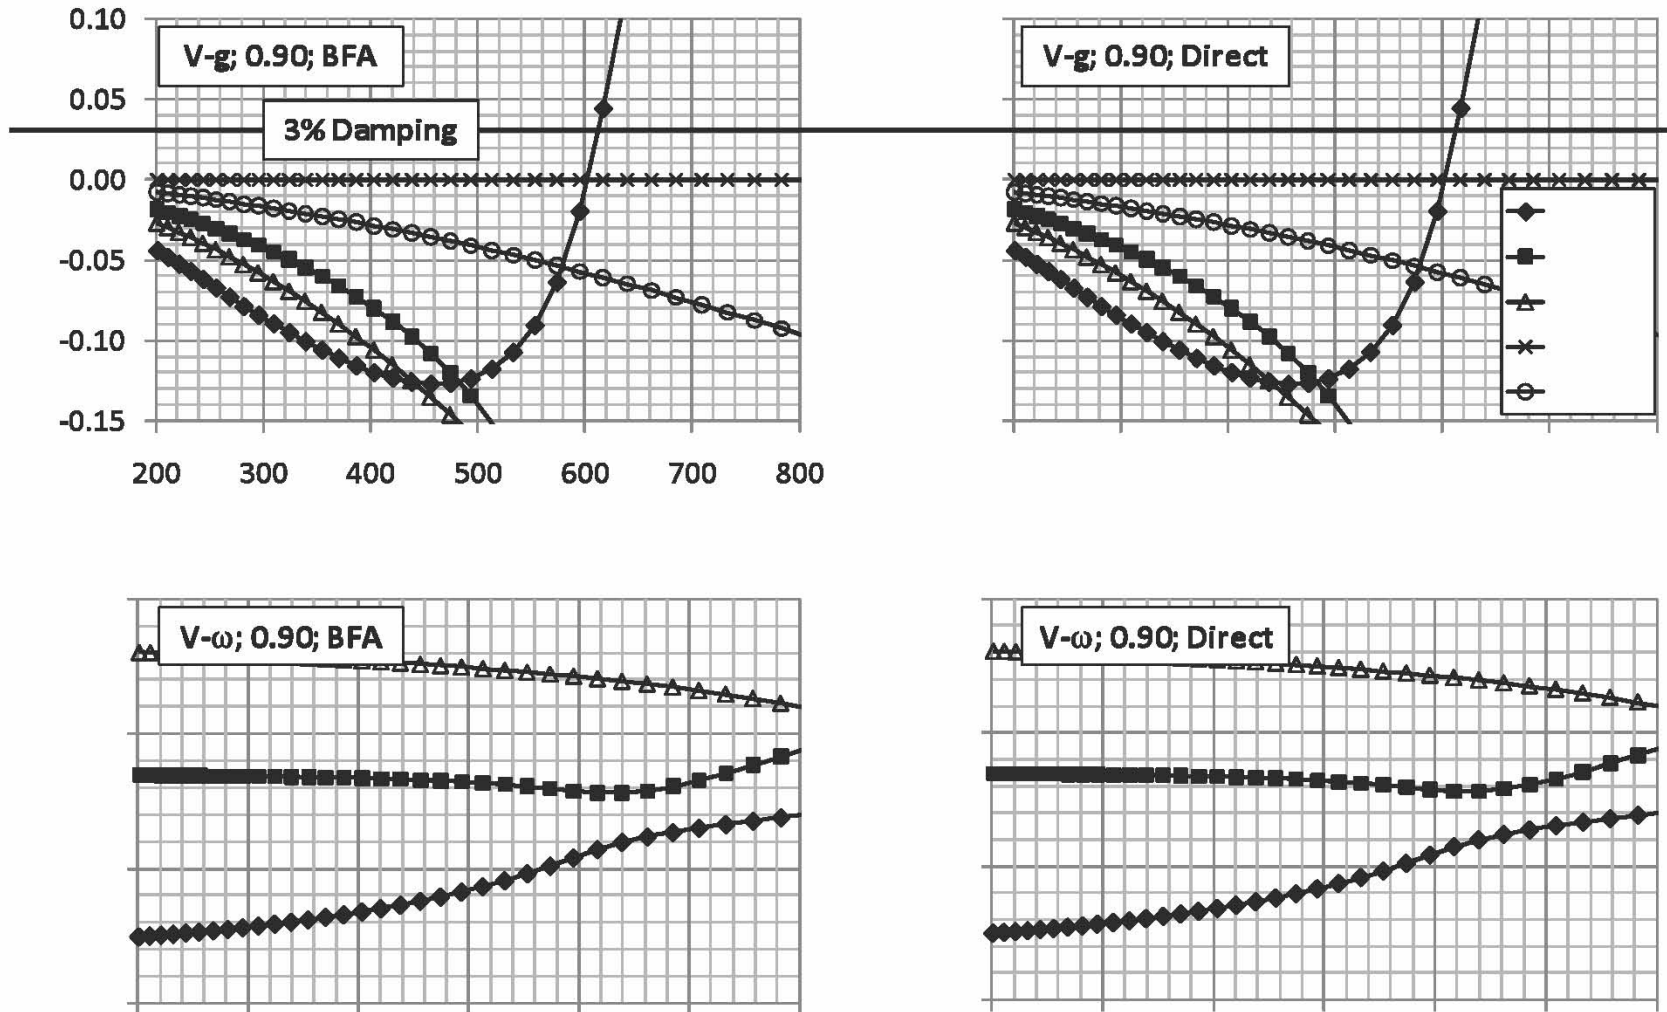 0.10
V-g; 0.90; BFA
V-g; 0.90; Direct
0.05
3% Damping
0.00
-0.05
-0.10
-0.15
200 300 400 500 600 700 800
V-ω; 0.90; BFA
V-ω; 0.90; Direct